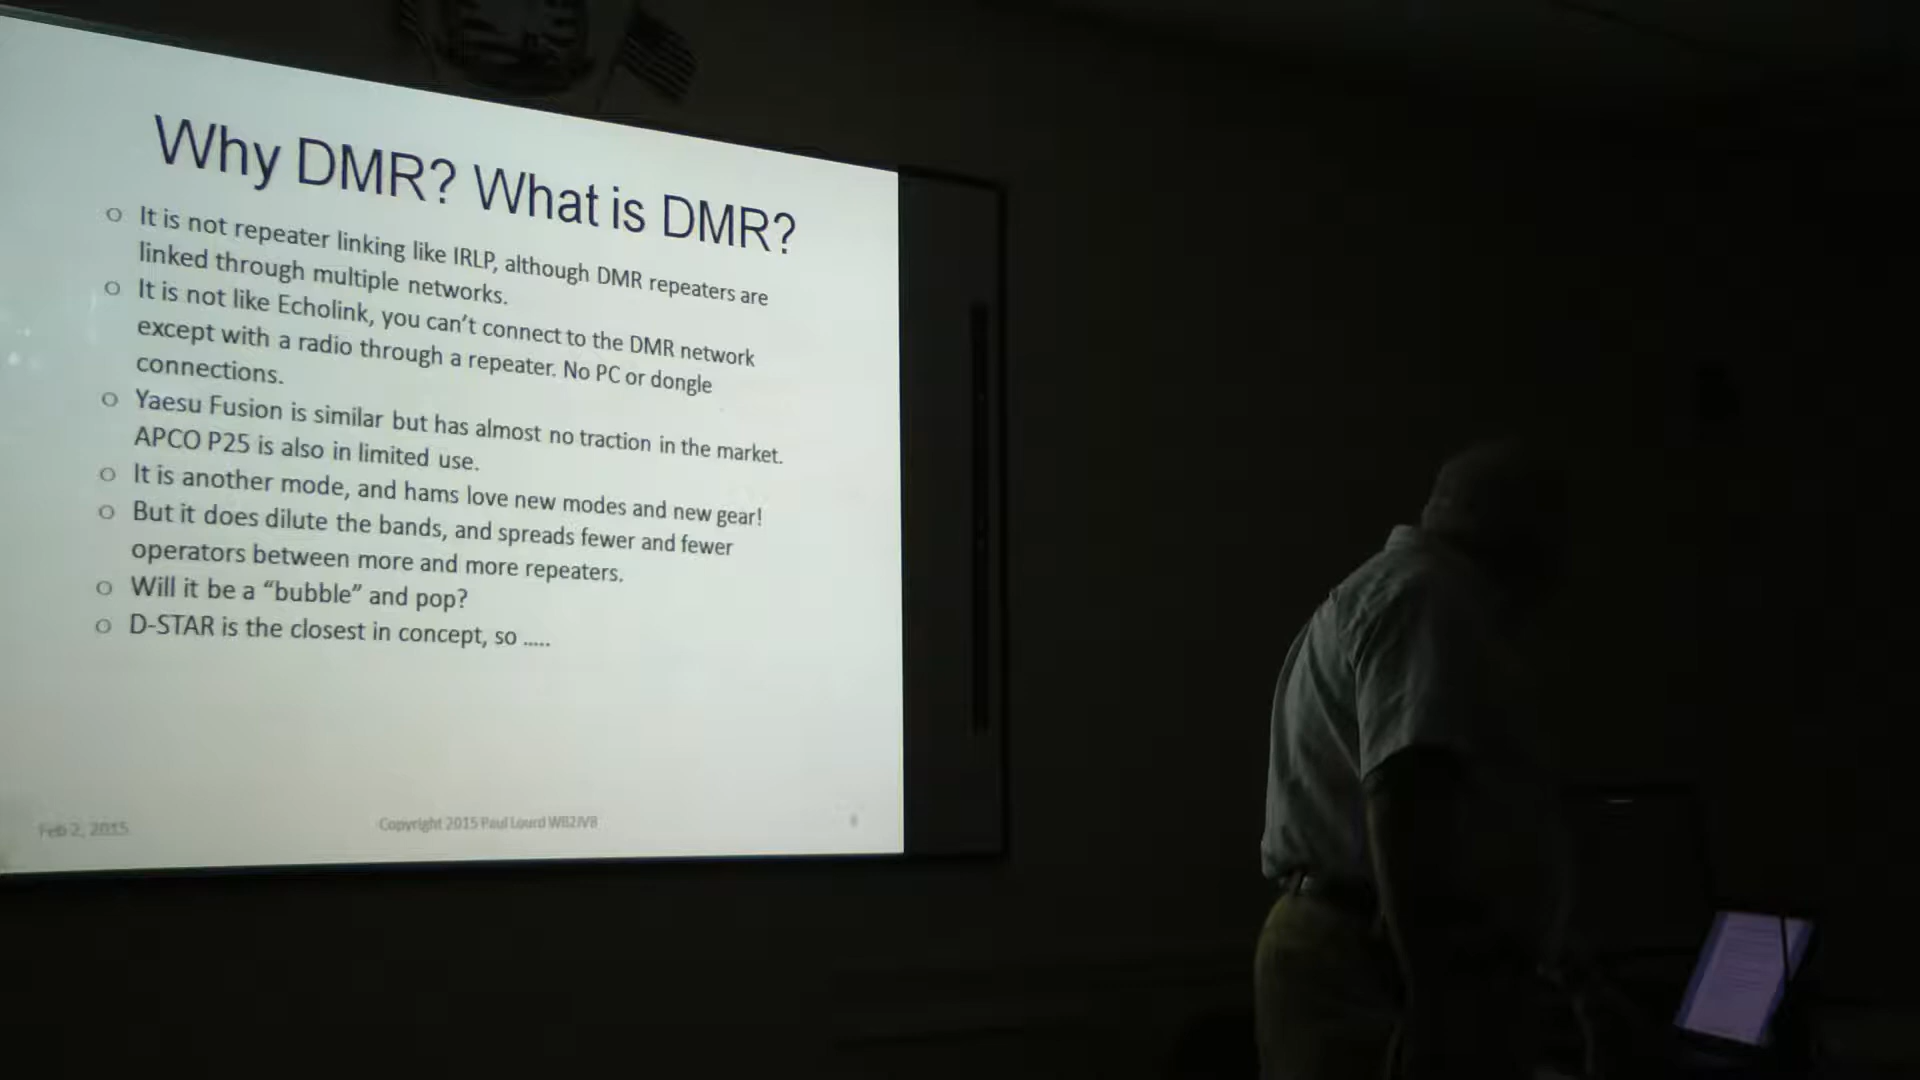 Why DMR? What is DMR?
o It is not repeater linking like IRLP, although DMR repeaters are
linked through multiple networks.
o It is not like Echolink, you can't connect to the DMR network
except with a radio through a repeater. No PC or dongle
connections.
o Yaesu Fusion is similar but has almost no traction in the market.
APCO P25 is also in limited use.
o It is another mode, and hams love new modes and new gear!
o But it does dilute the bands, and spreads fewer and fewer
operators between more and more repeaters.
o Will it be a “bubble” and pop?
o D-STAR is the closest in concept, so .....
Feb 2, 2015
Copyright 2015 Paul Lourd WB2JVB